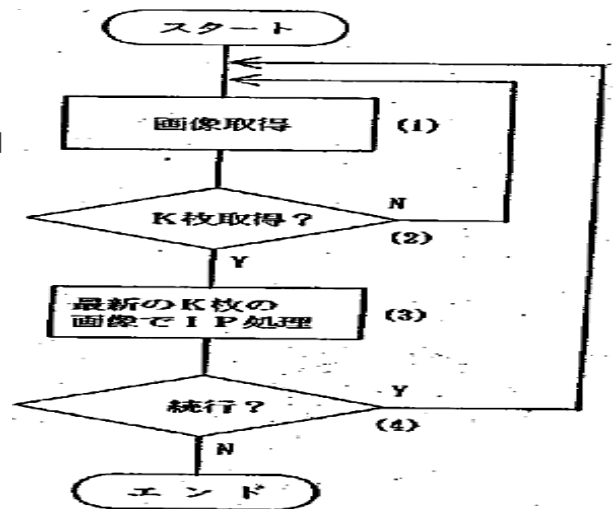 スタート
画像取得
(1)
K枚取得？
N
(2)
Y
最新のK枚の
画像でIP処理
(3)
続行？
Y
(4)
N
エンド